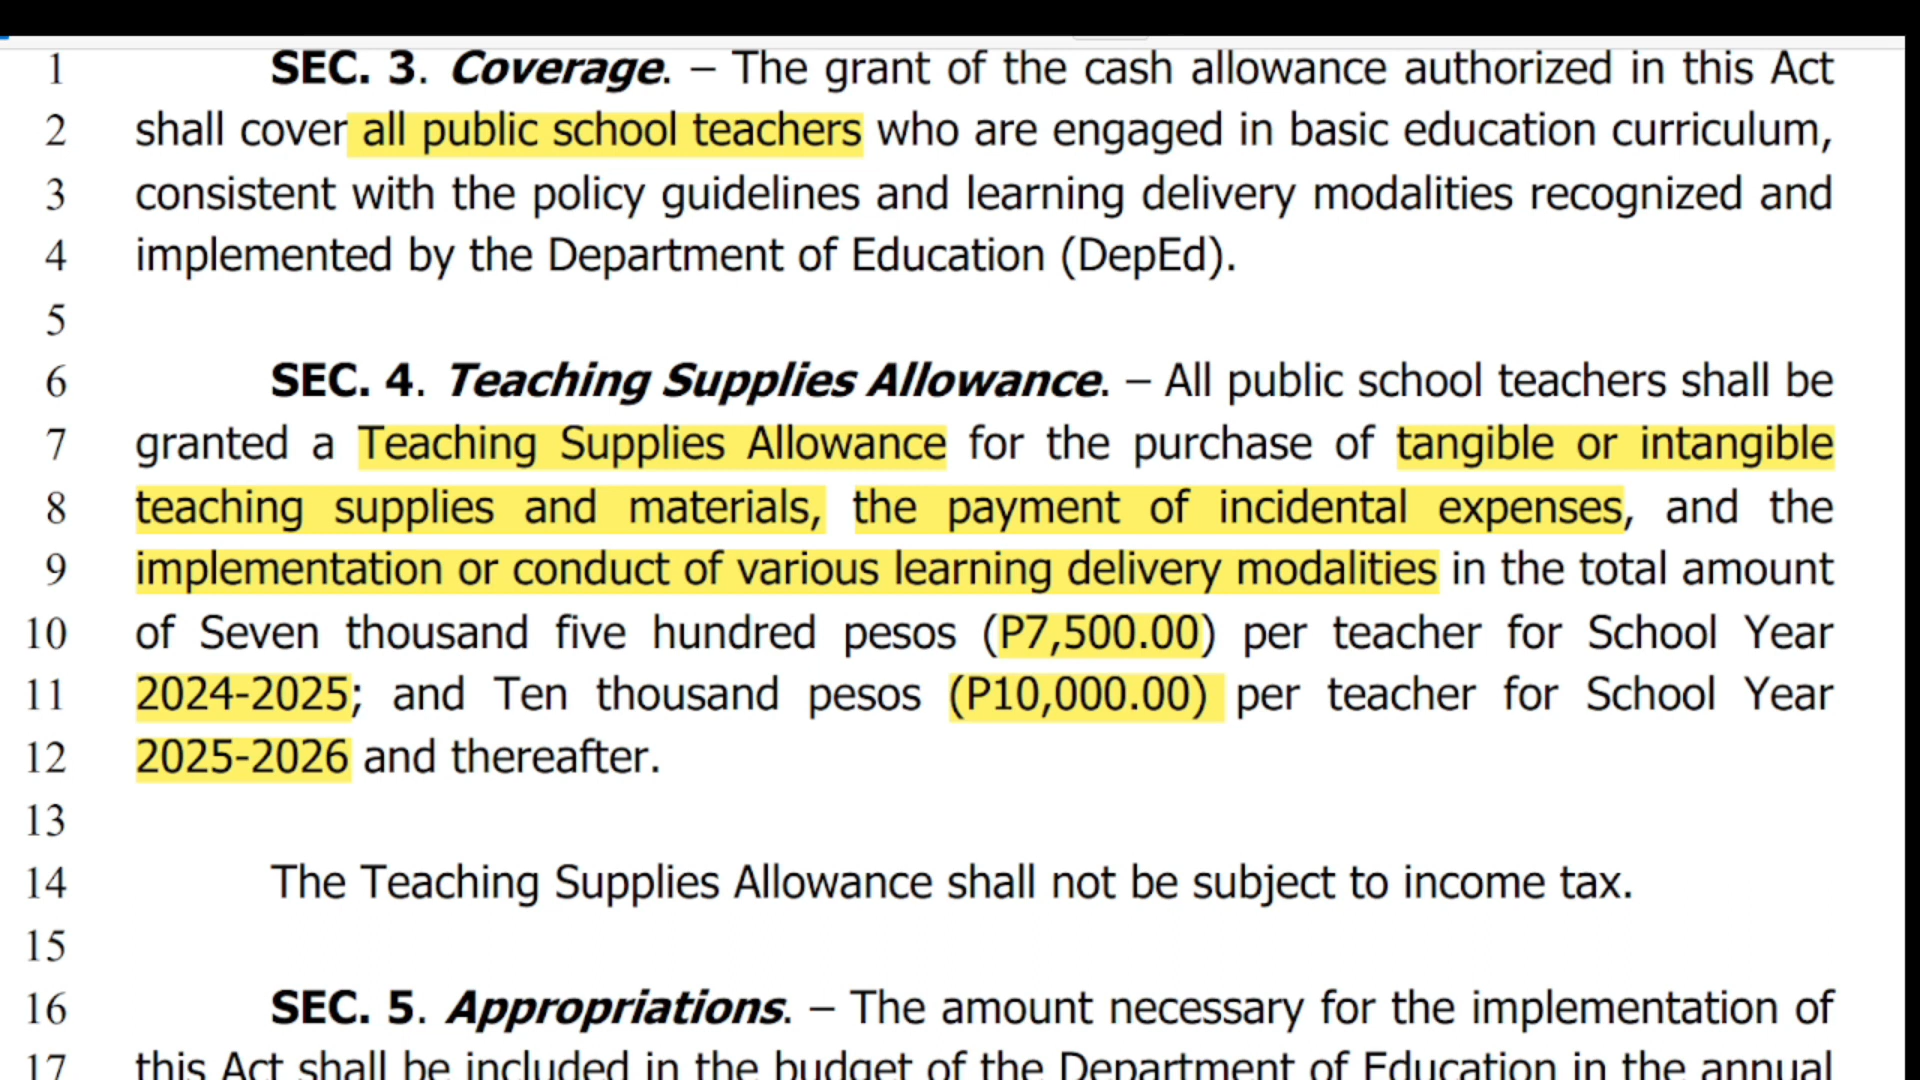 1 SEC. 3. Coverage. – The grant of the cash allowance authorized in this Act
2 shall cover all public school teachers who are engaged in basic education curriculum,
3 consistent with the policy guidelines and learning delivery modalities recognized and
4 implemented by the Department of Education (DepEd).
5
6 SEC. 4. Teaching Supplies Allowance. – All public school teachers shall be
7 granted a Teaching Supplies Allowance for the purchase of tangible or intangible
8 teaching supplies and materials, the payment of incidental expenses, and the
9 implementation or conduct of various learning delivery modalities in the total amount
10 of Seven thousand five hundred pesos (P7,500.00) per teacher for School Year
11 2024-2025; and Ten thousand pesos (P10,000.00) per teacher for School Year
12 2025-2026 and thereafter.
13
14 The Teaching Supplies Allowance shall not be subject to income tax.
15
16 SEC. 5. Appropriations. – The amount necessary for the implementation of
17 this Act shall be included in the budget of the Department of Education in the annual